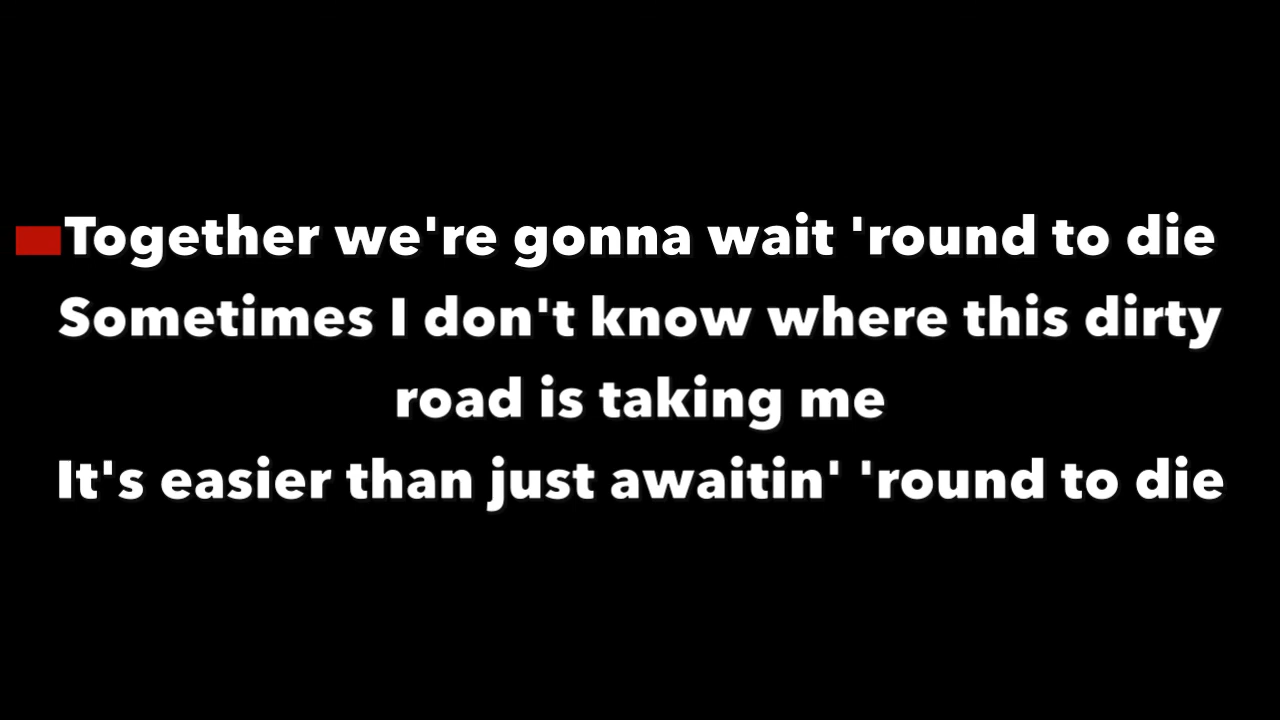 Together we're gonna wait 'round to die
Sometimes I don't know where this dirty
road is taking me
It's easier than just awaitin' 'round to die